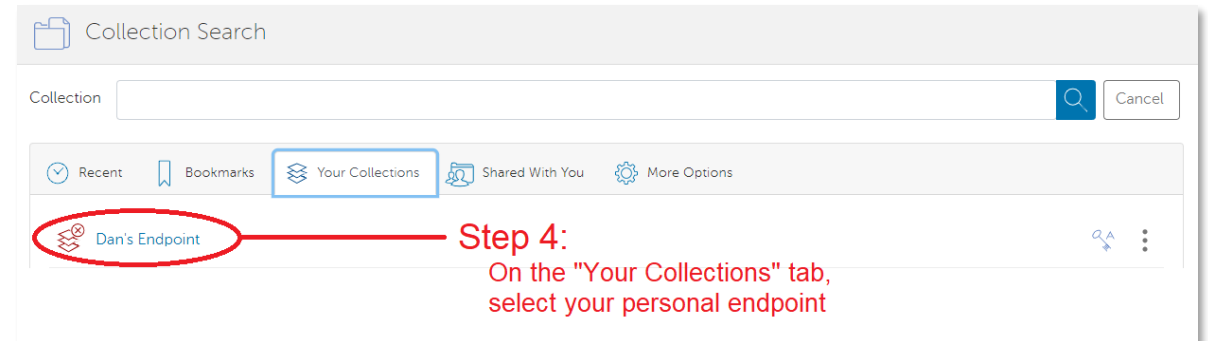 Collection Search
Collection
Cancel
Recent Bookmarks Your Collections Shared With You More Options
Dan's Endpoint
Step 4:
On the "Your Collections" tab,
select your personal endpoint